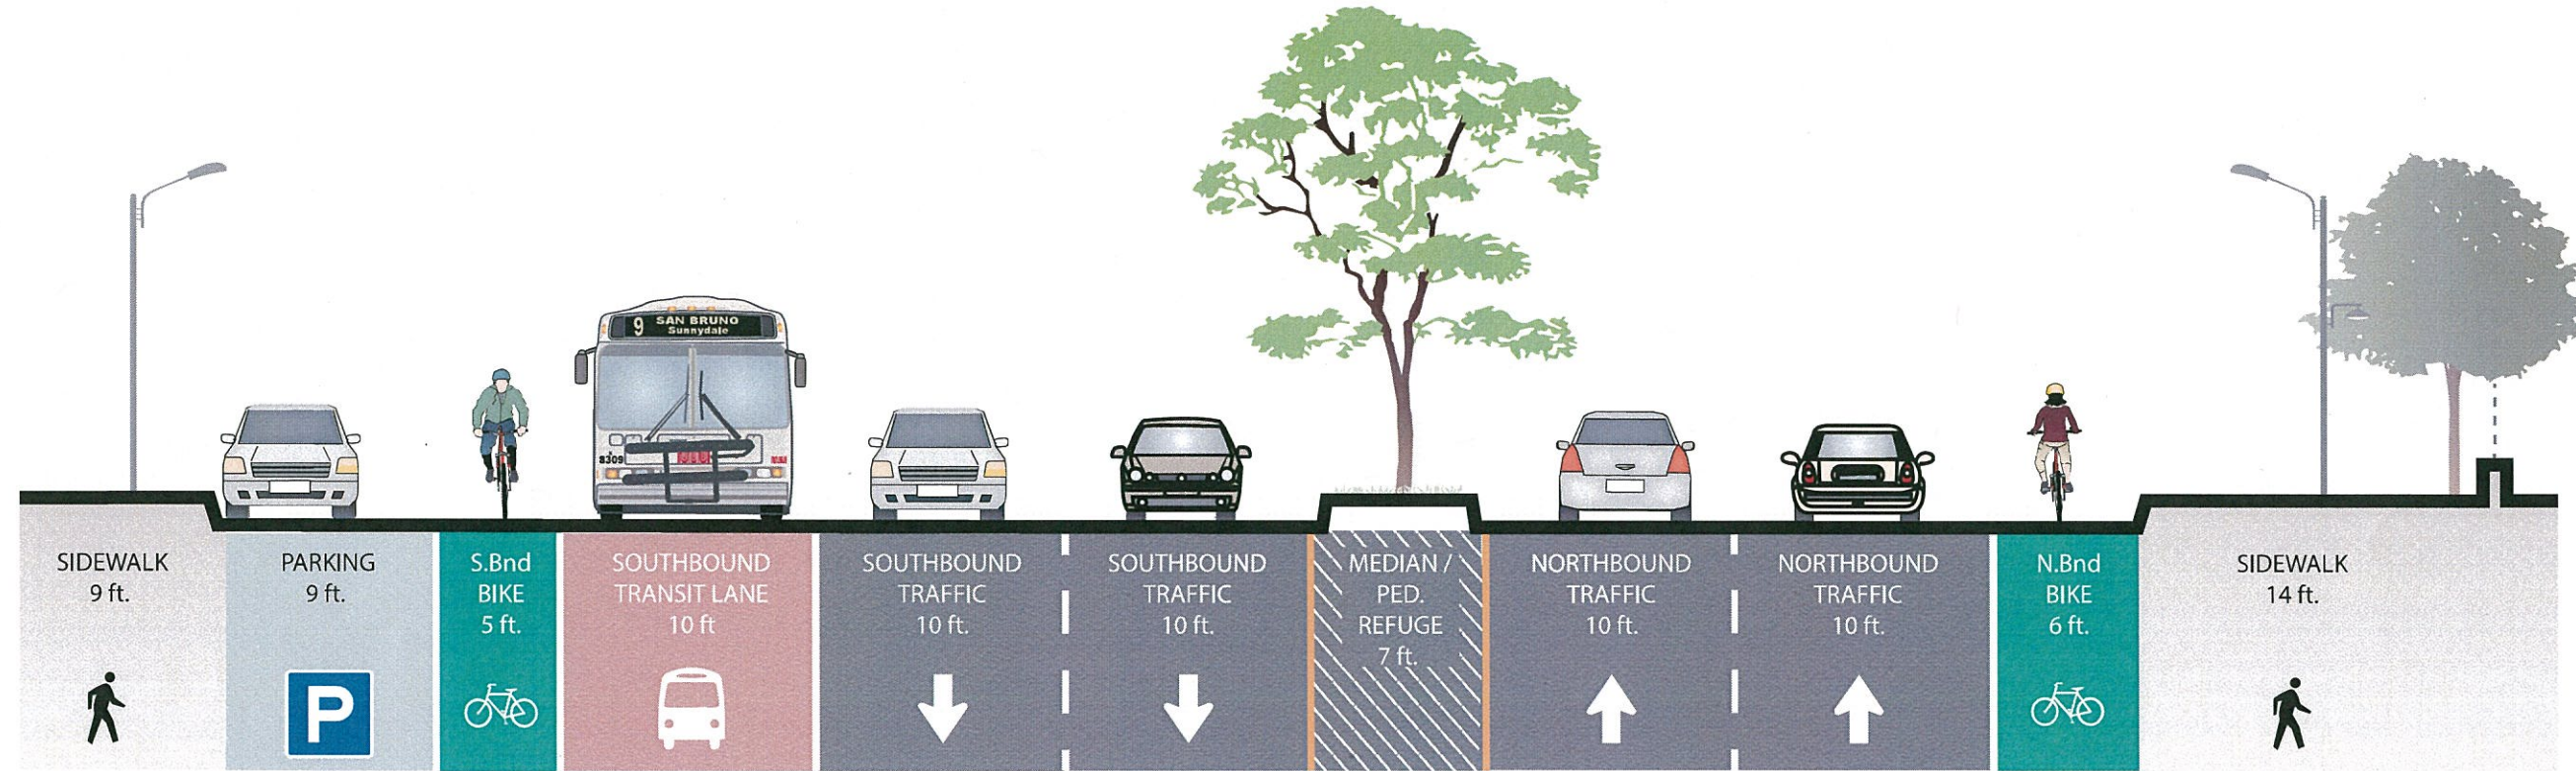 9 SAN BRUNO
Sunnydale
8309
SIDEWALK
9 ft.
PARKING
9 ft.
P
S.Bnd
BIKE
5 ft.
SOUTHBOUND
TRANSIT LANE
10 ft
SOUTHBOUND
TRAFFIC
10 ft.
SOUTHBOUND
TRAFFIC
10 ft.
MEDIAN /
PED.
REFUGE
7 ft.
NORTHBOUND
TRAFFIC
10 ft.
NORTHBOUND
TRAFFIC
10 ft.
N.Bnd
BIKE
6 ft.
SIDEWALK
14 ft.